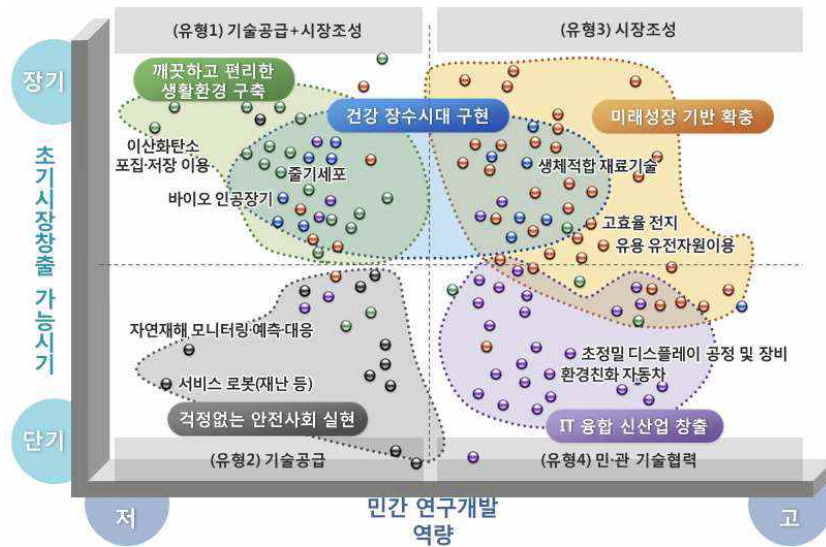 (유형1) 기술공급+시장조성
(유형3) 시장조성
장기
깨끗하고 편리한
생활환경 구축
건강 장수시대 구현
미래성장 기반 확충
이산화탄소
포집·저장 이용
줄기세포
생체적합 재료기술
바이오 인공장기
고효율 전지
유용 유전자원이용
초기시장창출 가능시기
자연재해 모니터링·예측·대응
초정밀 디스플레이 공정 및 장비
서비스 로봇(재난 등)
환경친화 자동차
단기
걱정없는 안전사회 실현
IT 융합 신산업 창출
(유형2) 기술공급
(유형4) 민·관 기술협력
저
민간 연구개발
역량
고